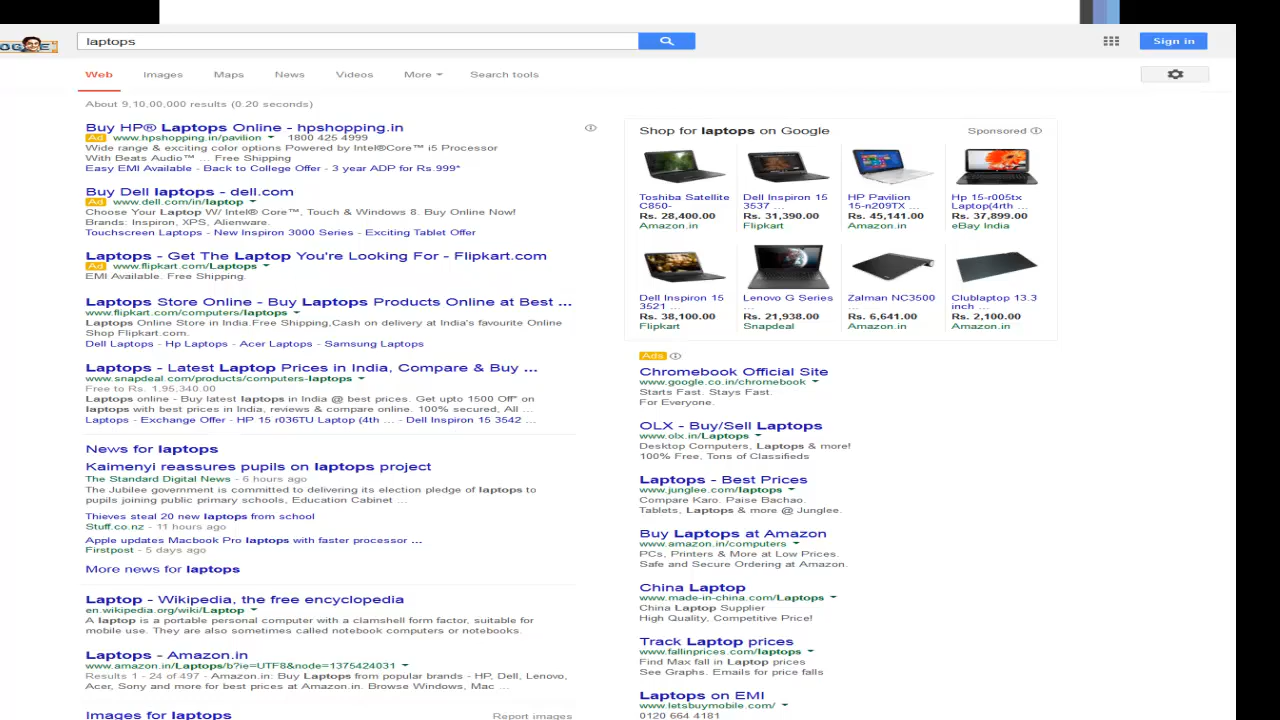 laptops
Sign in
Web Images Maps News Videos More Search tools
About 9,10,00,000 results (0.20 seconds)
Buy HP® Laptops Online - hpshopping.in
Ad www.hpshopping.in/pavilion 1800 425 4999
Wide range & exciting color options Powered by Intel®Core™ i5 Processor
With Beats Audio™ ... Free Shipping
Easy EMI Available - Back to College Offer - 3 year ADP for Rs.999*
Buy Dell laptops - dell.com
Ad www.dell.com/in/laptop
Choose Your Laptop W/ Intel® Core™, Touch & Windows 8. Buy Online Now!
Brands: Inspiron, XPS, Alienware.
Touchscreen Laptops - New Inspiron 3000 Series - Exciting Tablet Offer
Laptops - Get The Laptop You're Looking For - Flipkart.com
Ad www.flipkart.com/Laptops
EMI Available. Free Shipping.
Laptops Store Online - Buy Laptops Products Online at Best ...
www.flipkart.com/computers/laptops
Laptops Online Store in India.Free Shipping,Cash on delivery at India's favourite Online
Shop Flipkart.com.
Dell Laptops - Hp Laptops - Acer Laptops - Samsung Laptops
Laptops - Latest Laptop Prices in India, Compare & Buy ...
www.snapdeal.com/products/computers-laptops
Free to Rs. 1,95,340.00
Laptops online - Buy latest laptops in India @ best prices. Get upto 1500 Off* on
laptops with best prices in India, reviews & compare online. 100% secured, All ...
Laptops - Exchange Offer - HP 15 r036TU Laptop (4th ... - Dell Inspiron 15 3542 ...
News for laptops
Kaimenyi reassures pupils on laptops project
The Standard Digital News - 6 hours ago
The Jubilee government is committed to delivering its election pledge of laptops to
pupils joining public primary schools, Education Cabinet ...
Thieves steal 20 new laptops from school
Stuff.co.nz - 11 hours ago
Apple updates Macbook Pro laptops with faster processor ...
Firstpost - 5 days ago
More news for laptops
Laptop - Wikipedia, the free encyclopedia
en.wikipedia.org/wiki/Laptop
A laptop is a portable personal computer with a clamshell form factor, suitable for
mobile use. They are also sometimes called notebook computers or notebooks.
Laptops - Amazon.in
www.amazon.in/Laptops/b?ie=UTF8&node=1375424031
Results 1 - 24 of 497 - Amazon.in: Buy Laptops from popular brands - HP, Dell, Lenovo,
Acer, Sony and more for best prices at Amazon.in. Browse Windows, Mac ...
Images for laptops Report images
Shop for laptops on Google Sponsored
Toshiba Satellite Dell Inspiron 15 HP Pavilion Hp 15-r005tx
C850- 3537 ... 15-n209TX ... Laptop(4rth ...
Rs. 28,400.00 Rs. 31,390.00 Rs. 45,141.00 Rs. 37,899.00
Amazon.in Flipkart Amazon.in eBay India
Dell Inspiron 15 Lenovo G Series Zalman NC3500 Clublaptop 13.3
3521 ... ... ... inch ...
Rs. 38,100.00 Rs. 21,938.00 Rs. 6,641.00 Rs. 2,100.00
Flipkart Snapdeal Amazon.in Amazon.in
Ads
Chromebook Official Site
www.google.co.in/chromebook
Starts Fast. Stays Fast.
For Everyone.
OLX - Buy/Sell Laptops
www.olx.in/Laptops
Desktop Computers, Laptops & more!
100% Free, Tons of Classifieds
Laptops - Best Prices
www.junglee.com/laptops
Compare Karo. Paise Bachao.
Tablets, Laptops & more @ Junglee.
Buy Laptops at Amazon
www.amazon.in/computers
PCs, Printers & More at Low Prices.
Safe and Secure Ordering at Amazon.
China Laptop
www.made-in-china.com/Laptops
China Laptop Supplier
High Quality, Competitive Price!
Track Laptop prices
www.fallinprices.com/laptops
Find Max fall in Laptop prices
See Graphs. Emails for price falls
Laptops on EMI
www.letsbuymobile.com/
0120 664 4181